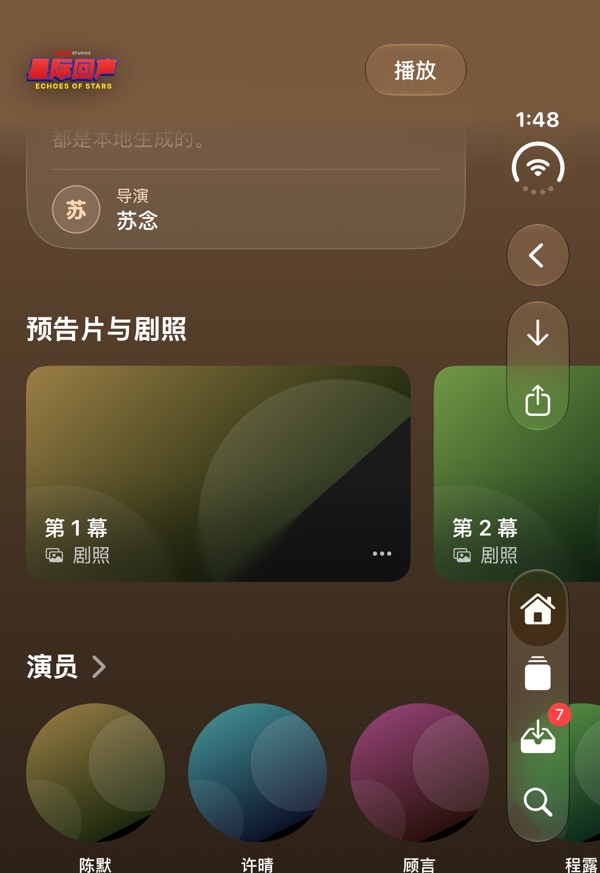 STUDIOS
星际回声
ECHOES OF STARS
播放
1:48
都是本地生成的。
苏
导演
苏念
预告片与剧照
第 1 幕
剧照
第 2 幕
剧照
演员
7
陈默
许晴
顾言
程露